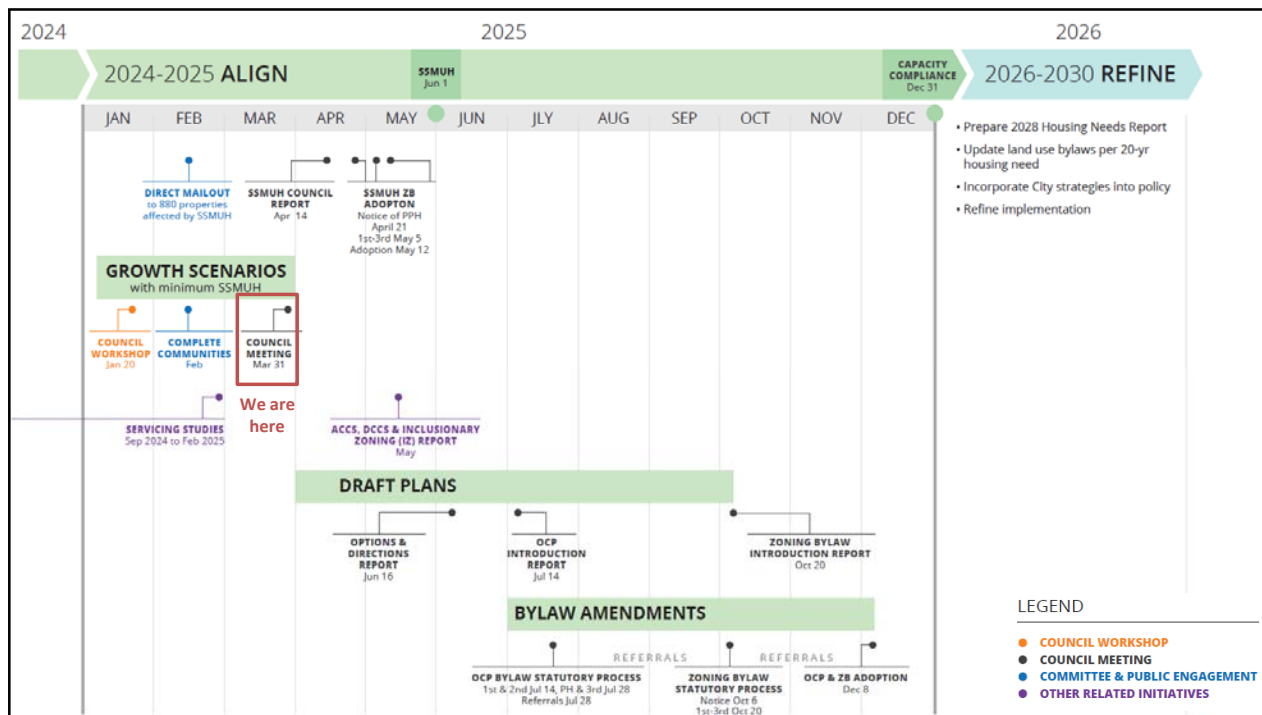 2024
2025
2026
2024-2025 ALIGN
SSMUH
Jun 1
CAPACITY
COMPLIANCE
Dec 31
2026-2030 REFINE
JAN FEB MAR APR MAY JUN JLY AUG SEP OCT NOV DEC
• Prepare 2028 Housing Needs Report
• Update land use bylaws per 20-yr
housing need
• Incorporate City strategies into policy
• Refine implementation
DIRECT MAILOUT
to 880 properties
affected by SSMUH
SSMUH COUNCIL
REPORT
Apr 14
SSMUH ZB
ADOPTON
Notice of PPH
April 21
1st-3rd May 5
Adoption May 12
GROWTH SCENARIOS
with minimum SSMUH
COUNCIL
WORKSHOP
Jan 20
COMPLETE
COMMUNITIES
Feb
COUNCIL
MEETING
Mar 31
We are
here
SERVICING STUDIES
Sep 2024 to Feb 2025
ACCS, DCCS & INCLUSIONARY
ZONING (IZ) REPORT
May
DRAFT PLANS
OPTIONS &
DIRECTIONS
REPORT
Jun 16
OCP
INTRODUCTION
REPORT
Jul 14
ZONING BYLAW
INTRODUCTION REPORT
Oct 20
BYLAW AMENDMENTS
REFERRALS
REFERRALS
OCP BYLAW STATUTORY PROCESS
1st & 2nd Jul 14, PH & 3rd Jul 28
Referrals Jul 28
ZONING BYLAW
STATUTORY PROCESS
Notice Oct 6
1st-3rd Oct 20
OCP & ZB ADOPTION
Dec 8
LEGEND
COUNCIL WORKSHOP
COUNCIL MEETING
COMMITTEE & PUBLIC ENGAGEMENT
OTHER RELATED INITIATIVES